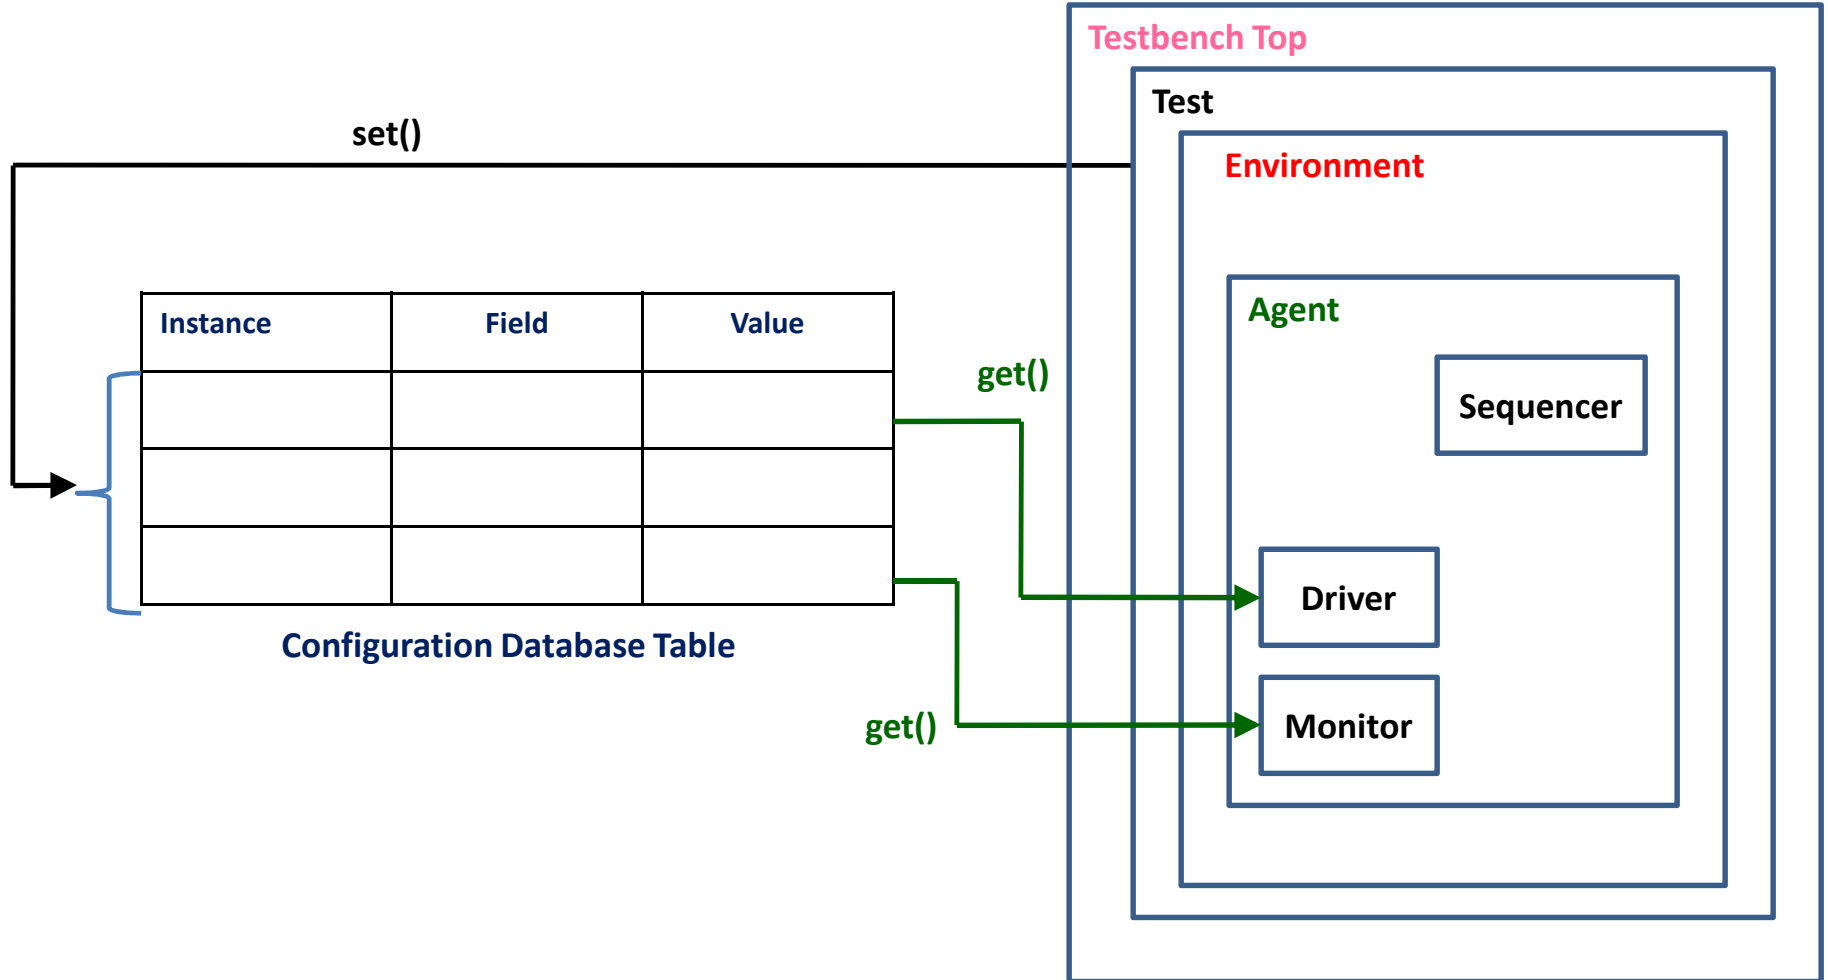 Testbench Top
Test
set()
Environment
Instance Field Value
Agent
get()
Sequencer
Driver
Configuration Database Table
get()
Monitor